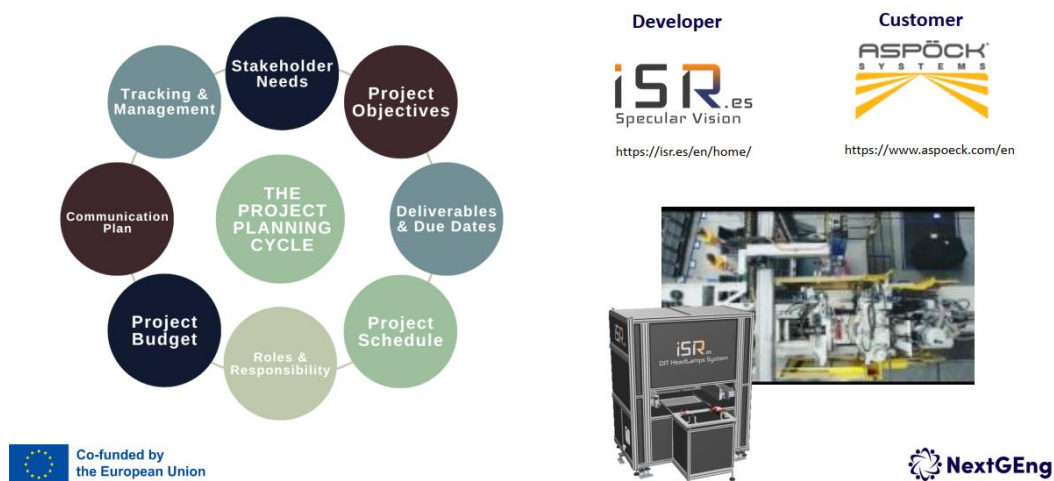 Stakeholder
Needs
Project
Objectives
Deliverables
& Due Dates
Project
Schedule
Roles &
Responsibility
Project
Budget
Communication
Plan
Tracking &
Management
THE
PROJECT
PLANNING
CYCLE
Developer
iSR.es
Specular Vision
https://isr.es/en/home/
Customer
ASPÖCK
SYSTEMS
https://www.aspoeck.com/en
iSR.es
DIT HeadLamps System
Co-funded by
the European Union
NextGEng